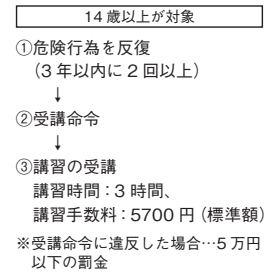 14歳以上が対象
①危険行為を反復
（3年以内に2回以上）
↓
②受講命令
↓
③講習の受講
講習時間：3時間、
講習手数料：5700円（標準額）
※受講命令に違反した場合…5万円
以下の罰金